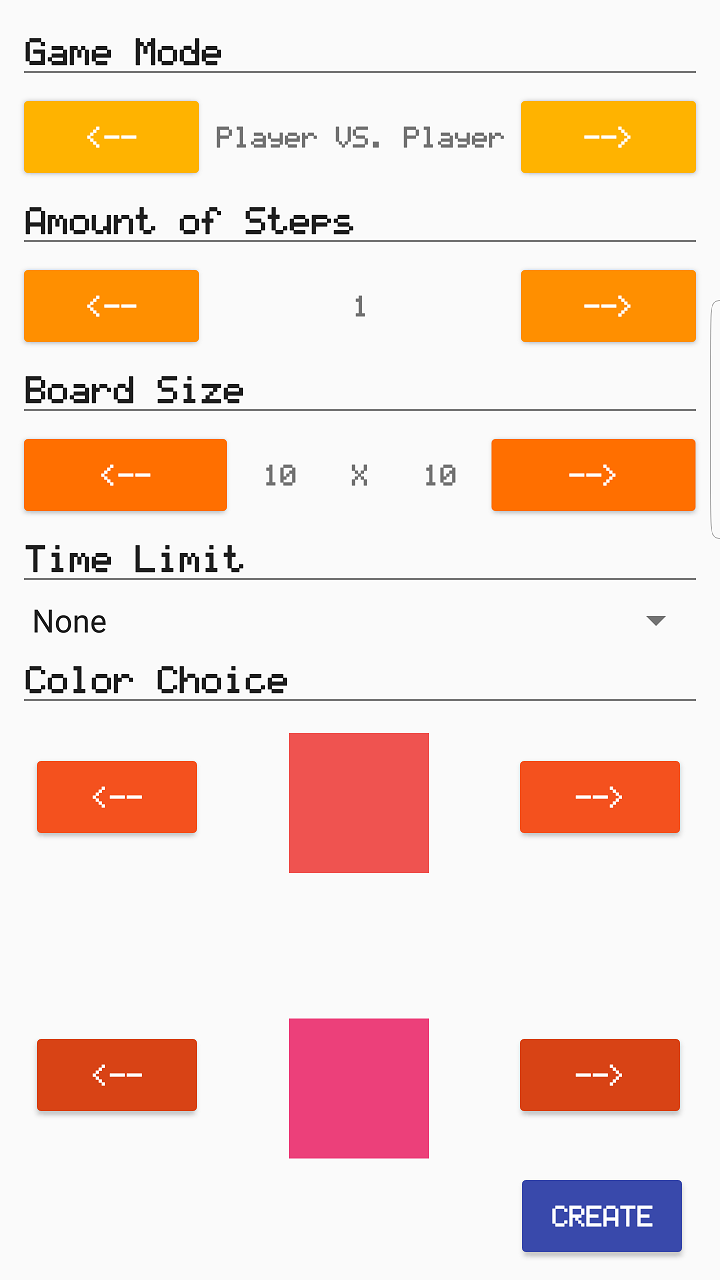 Game Mode
<-- Player VS. Player -->
Amount of Steps
<-- 1 -->
Board Size
<-- 10 X 10 -->
Time Limit
None
Color Choice
<-- -->
<-- -->
CREATE